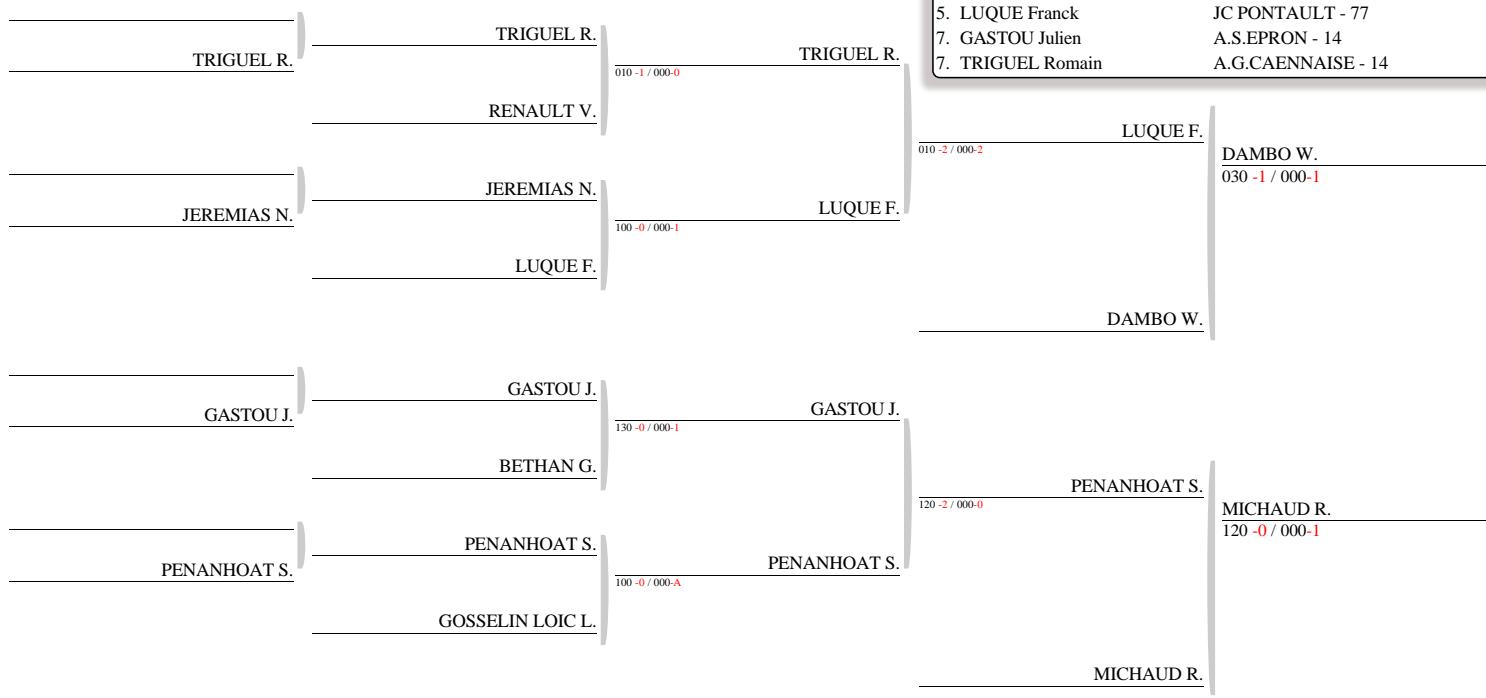 5. LUQUE Franck JC PONTAULT - 77
7. GASTOU Julien A.S.EPRON - 14
7. TRIGUEL Romain A.G.CAENNAISE - 14
TRIGUEL R.
TRIGUEL R.
TRIGUEL R.
010 -1 / 000-0
RENAULT V.
LUQUE F.
010 -2 / 000-2
DAMBO W.
030 -1 / 000-1
JEREMIAS N.
JEREMIAS N.
LUQUE F.
100 -0 / 000-1
LUQUE F.
DAMBO W.
GASTOU J.
GASTOU J.
GASTOU J.
130 -0 / 000-1
BETHAN G.
PENANHOAT S.
120 -2 / 000-0
MICHAUD R.
120 -0 / 000-1
PENANHOAT S.
PENANHOAT S.
PENANHOAT S.
100 -0 / 000-A
GOSSELIN LOIC L.
MICHAUD R.